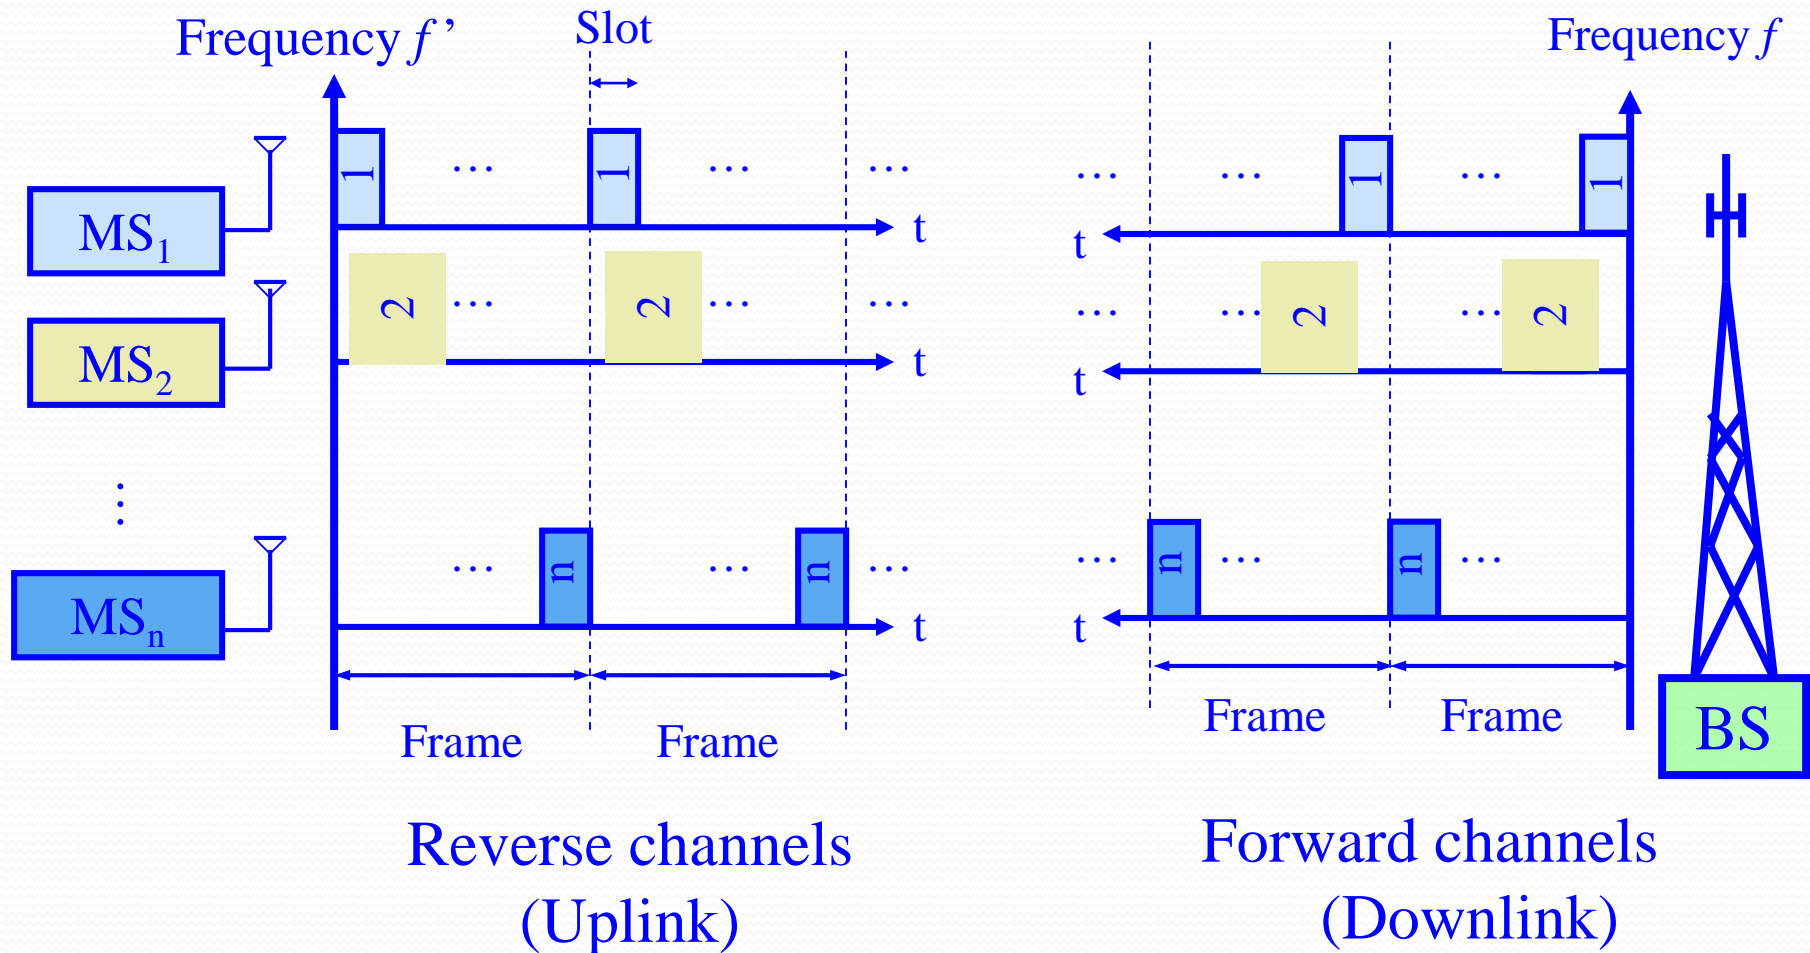 Frequency f ’
Slot
Frequency f
1 … 1 … …
… … 1 … 1
MS1
t
t
2 … 2 … …
… … 2 … 2
MS2
t
t
⋮
… n … n …
… n … n …
MSn
t
t
Frame Frame
Frame Frame
BS
Reverse channels
(Uplink)
Forward channels
(Downlink)